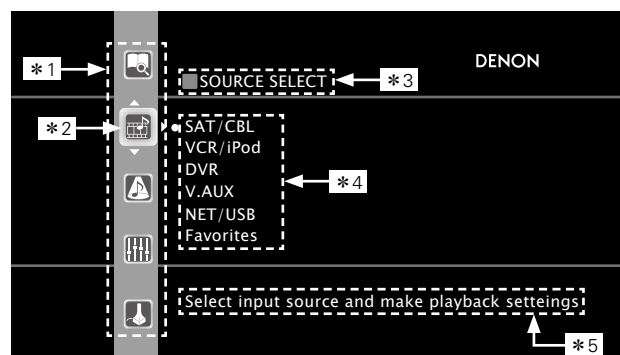 DENON
*1
SOURCE SELECT
*3
*2
SAT/CBL
VCR/iPod
DVR
V.AUX
NET/USB
Favorites
*4
Select input source and make playback setteings
*5